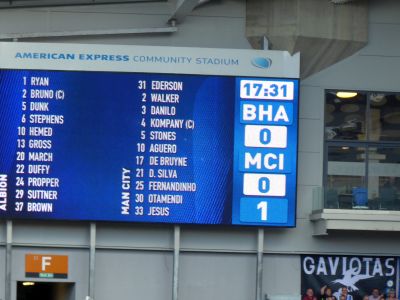 AMERICAN EXPRESS COMMUNITY STADIUM
ALBION
1 RYAN
2 BRUNO (C)
5 DUNK
6 STEPHENS
10 HEMED
13 GROSS
20 MARCH
22 DUFFY
24 PROPPER
29 SUTTNER
37 BROWN
MAN CITY
31 EDERSON
2 WALKER
3 DANILO
4 KOMPANY (C)
5 STONES
10 AGUERO
17 DE BRUYNE
21 D. SILVA
25 FERNANDINHO
30 OTAMENDI
33 JESUS
17:31
BHA
0
MCI
0
1
GAVIOTAS
F
GAVIOTAS